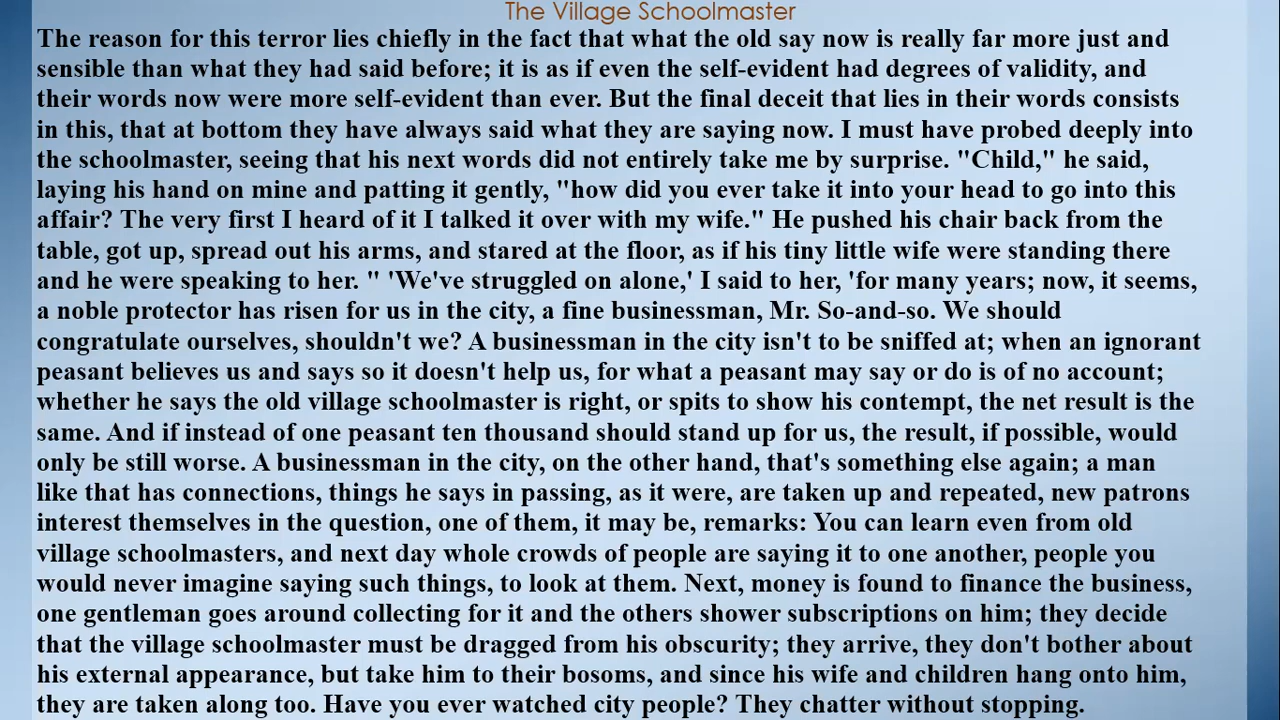 The Village Schoolmaster
The reason for this terror lies chiefly in the fact that what the old say now is really far more just and
sensible than what they had said before; it is as if even the self-evident had degrees of validity, and
their words now were more self-evident than ever. But the final deceit that lies in their words consists
in this, that at bottom they have always said what they are saying now. I must have probed deeply into
the schoolmaster, seeing that his next words did not entirely take me by surprise. "Child," he said,
laying his hand on mine and patting it gently, "how did you ever take it into your head to go into this
affair? The very first I heard of it I talked it over with my wife." He pushed his chair back from the
table, got up, spread out his arms, and stared at the floor, as if his tiny little wife were standing there
and he were speaking to her. " 'We've struggled on alone,' I said to her, 'for many years; now, it seems,
a noble protector has risen for us in the city, a fine businessman, Mr. So-and-so. We should
congratulate ourselves, shouldn't we? A businessman in the city isn't to be sniffed at; when an ignorant
peasant believes us and says so it doesn't help us, for what a peasant may say or do is of no account;
whether he says the old village schoolmaster is right, or spits to show his contempt, the net result is the
same. And if instead of one peasant ten thousand should stand up for us, the result, if possible, would
only be still worse. A businessman in the city, on the other hand, that's something else again; a man
like that has connections, things he says in passing, as it were, are taken up and repeated, new patrons
interest themselves in the question, one of them, it may be, remarks: You can learn even from old
village schoolmasters, and next day whole crowds of people are saying it to one another, people you
would never imagine saying such things, to look at them. Next, money is found to finance the business,
one gentleman goes around collecting for it and the others shower subscriptions on him; they decide
that the village schoolmaster must be dragged from his obscurity; they arrive, they don't bother about
his external appearance, but take him to their bosoms, and since his wife and children hang onto him,
they are taken along too. Have you ever watched city people? They chatter without stopping.